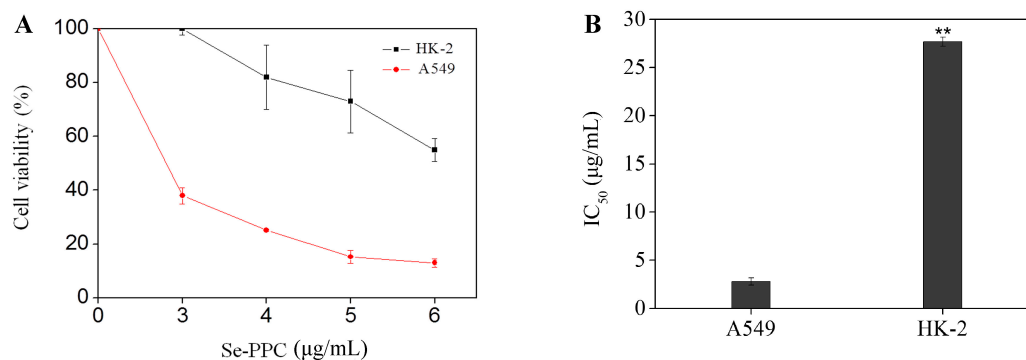 A
Cell viability (%)
100
80
60
40
20
0
HK-2
A549
0 3 4 5 6
Se-PPC (μg/mL)
B
IC50 (μg/mL)
30
25
20
15
10
5
0
**
A549 HK-2